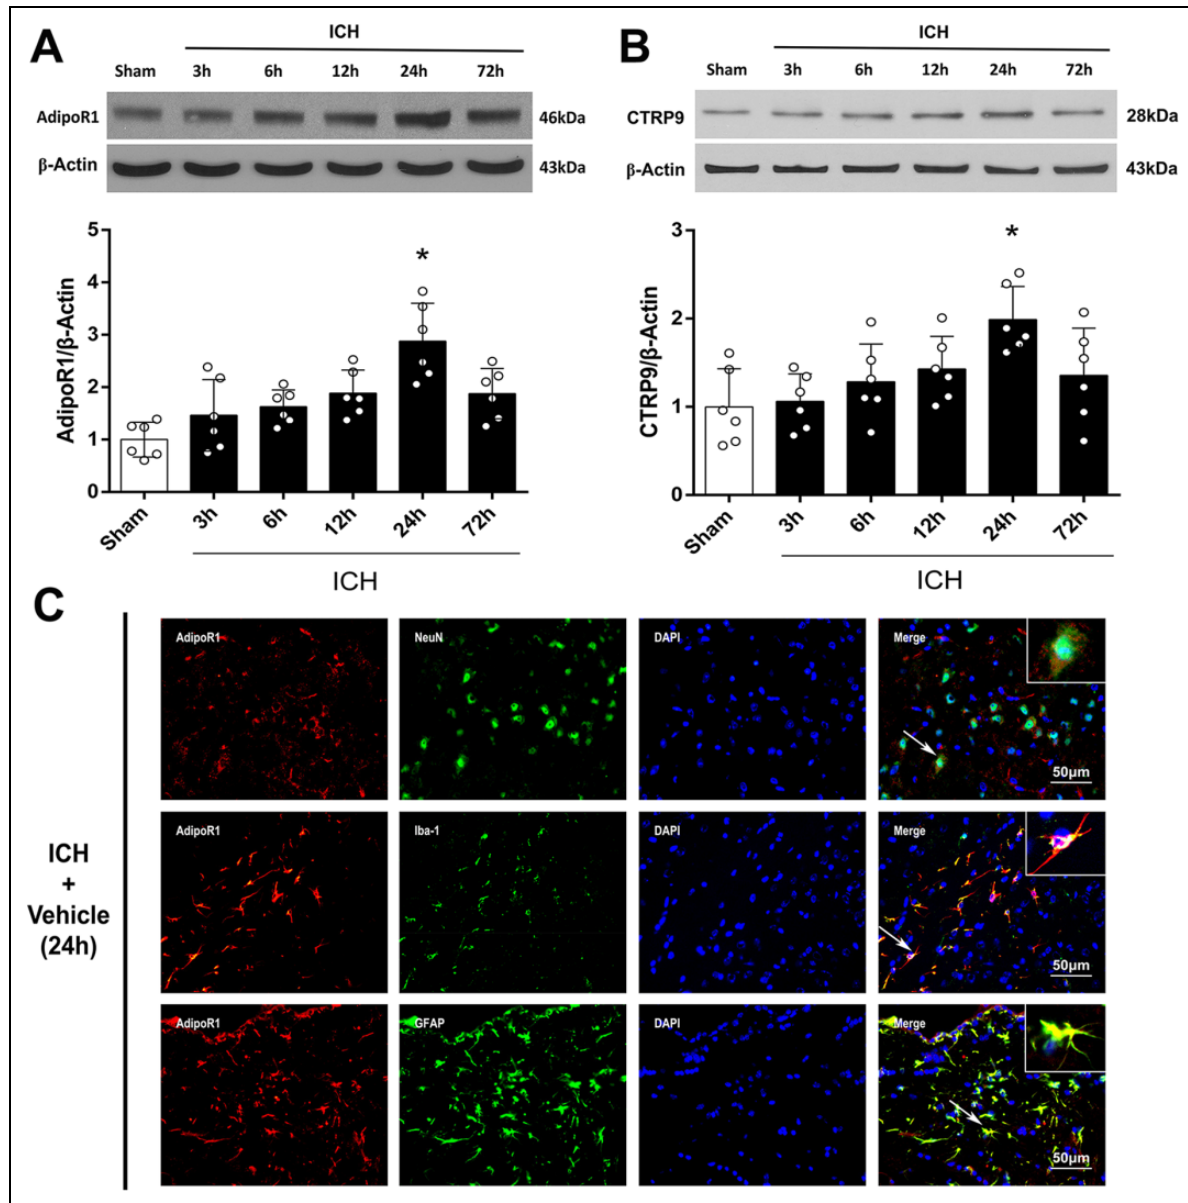 A
ICH
Sham 3h 6h 12h 24h 72h
AdipoR1 46kDa
β-Actin 43kDa
AdipoR1/β-Actin
5
4
3
2
1
0
*
Sham 3h 6h 12h 24h 72h
ICH
B
ICH
Sham 3h 6h 12h 24h 72h
CTRP9 28kDa
β-Actin 43kDa
CTRP9/β-Actin
3
2
1
0
*
Sham 3h 6h 12h 24h 72h
ICH
C
ICH
+
Vehicle
(24h)
AdipoR1 NeuN DAPI Merge
50μm
AdipoR1 Iba-1 DAPI Merge
50μm
AdipoR1 GFAP DAPI Merge
50μm